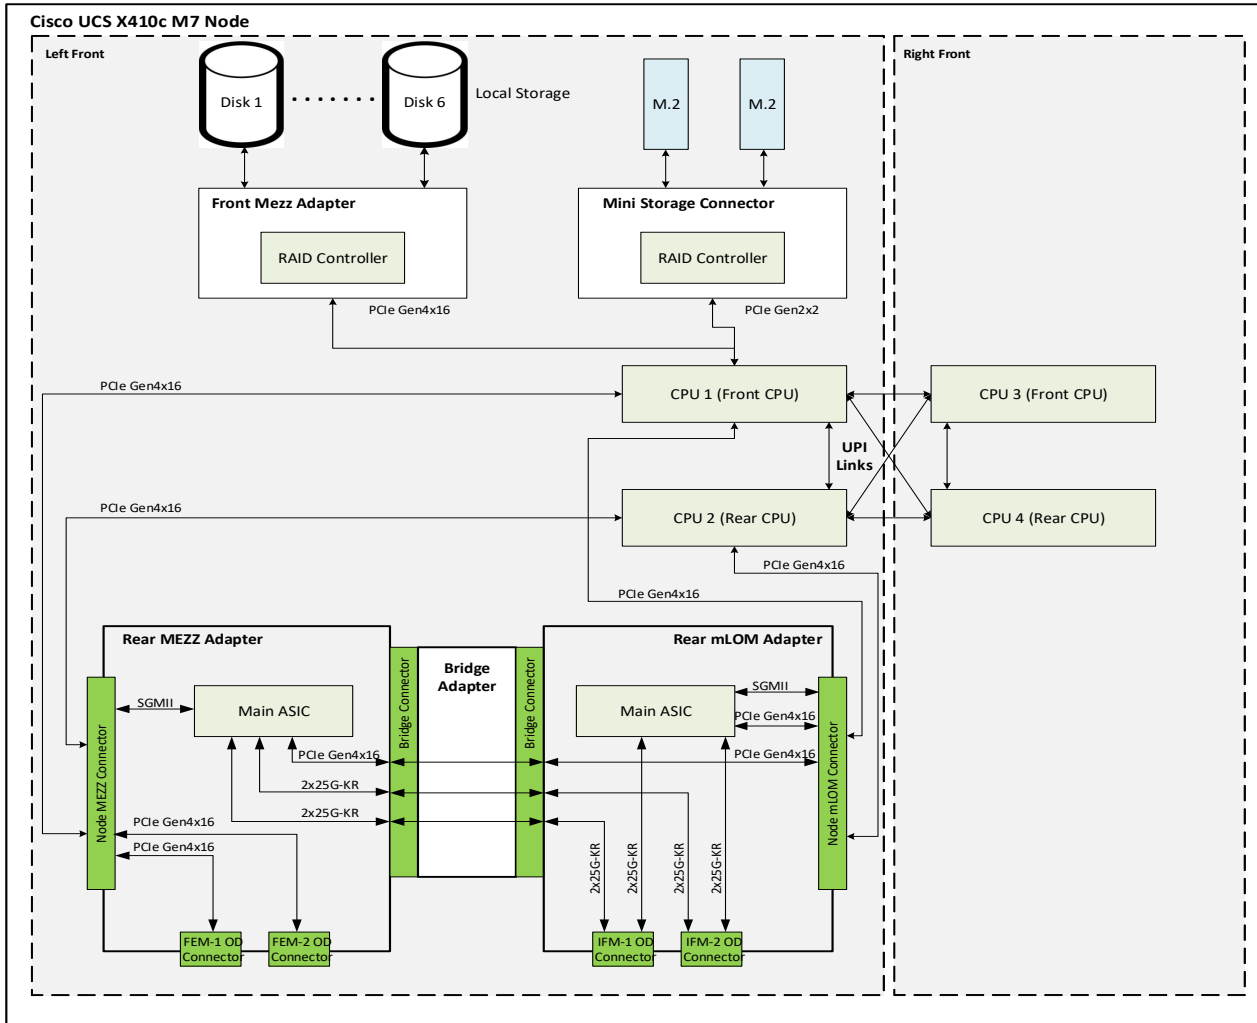 Cisco UCS X410c M7 Node
Left Front
Right Front
Disk 1
Disk 6
Local Storage
M.2
M.2
Front Mezz Adapter
RAID Controller
Mini Storage Connector
RAID Controller
PCIe Gen4x16
PCIe Gen2x2
PCIe Gen4x16
CPU 1 (Front CPU)
CPU 3 (Front CPU)
UPI
Links
PCIe Gen4x16
CPU 2 (Rear CPU)
CPU 4 (Rear CPU)
PCIe Gen4x16
PCIe Gen4x16
Rear MEZZ Adapter
Rear mLOM Adapter
Bridge
Adapter
Bridge Connector
Bridge Connector
Node MEZZ Connector
Node mLOM Connector
SGMII
Main ASIC
PCIe Gen4x16
2x25G-KR
2x25G-KR
PCIe Gen4x16
PCIe Gen4x16
FEM-1 OD
Connector
FEM-2 OD
Connector
Main ASIC
SGMII
PCIe Gen4x16
PCIe Gen4x16
2x25G-KR
2x25G-KR
2x25G-KR
2x25G-KR
IFM-1 OD
Connector
IFM-2 OD
Connector